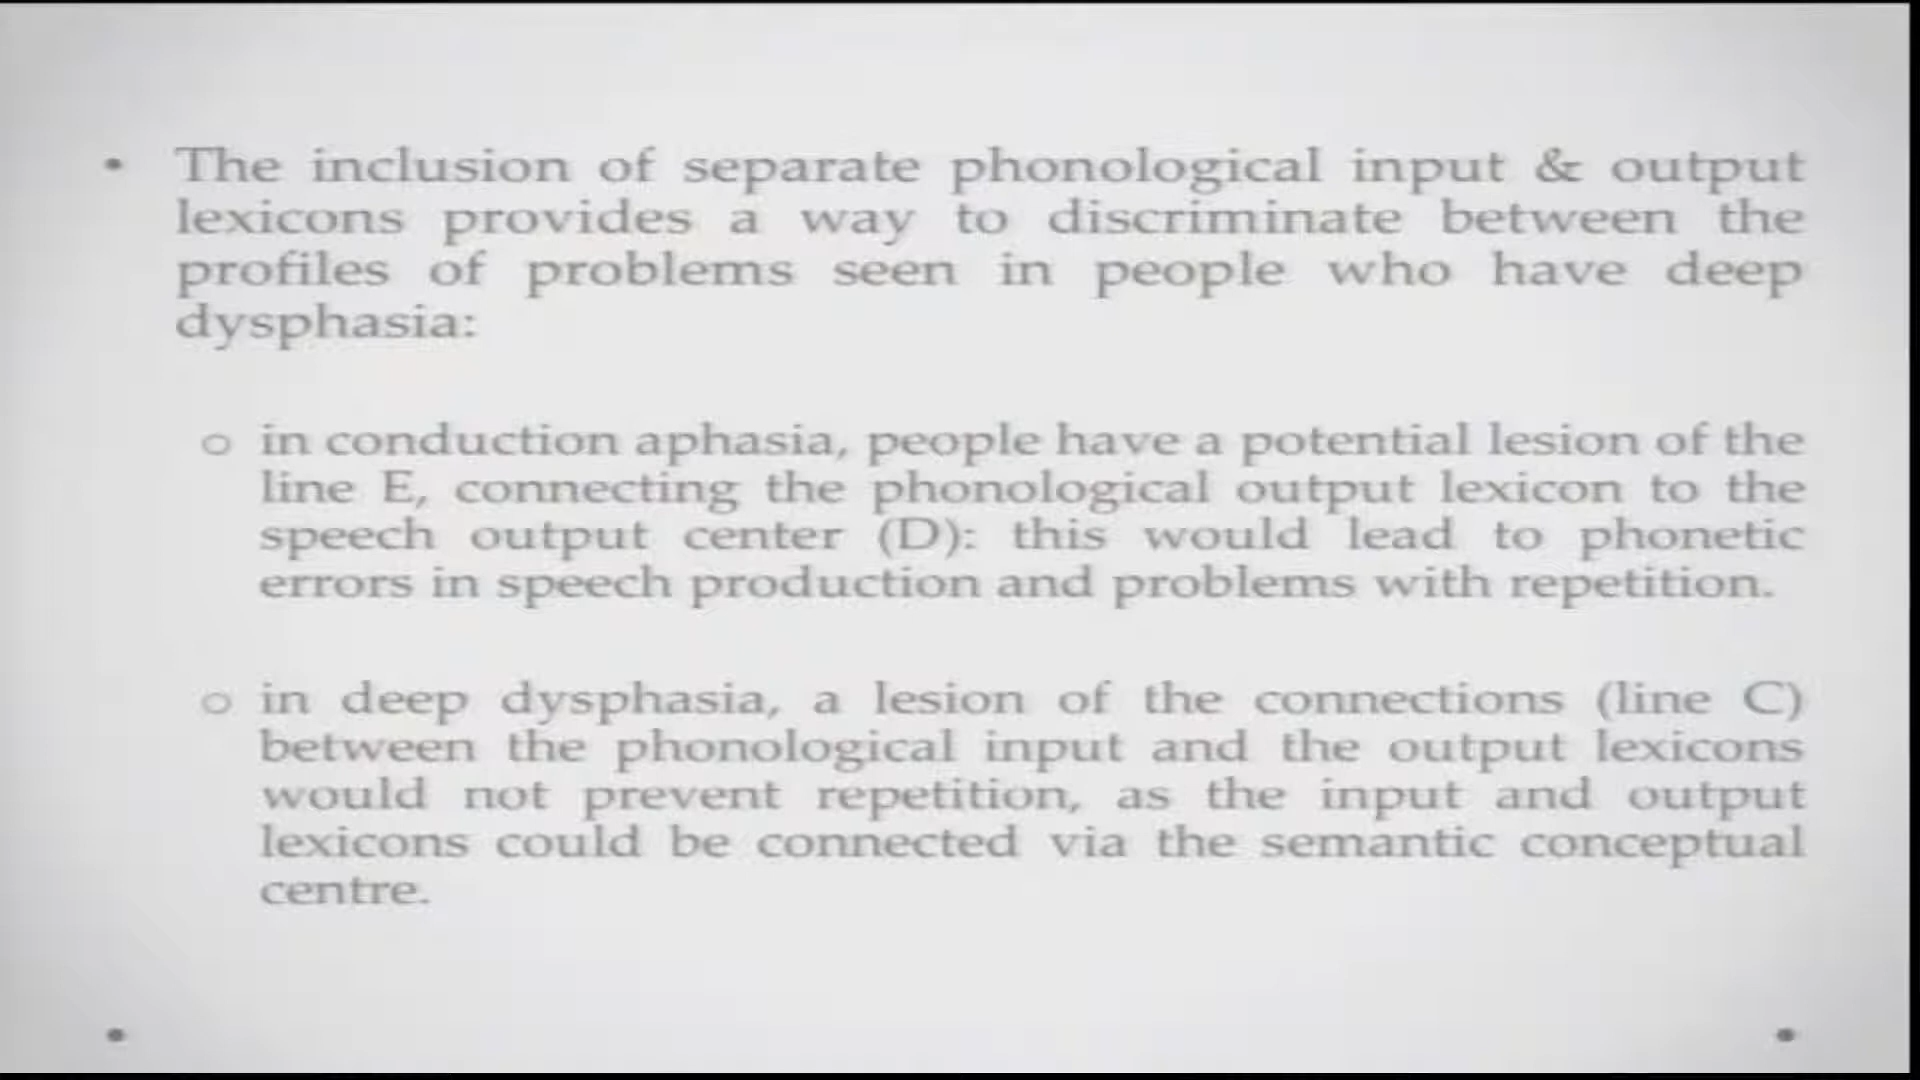 • The inclusion of separate phonological input & output
lexicons provides a way to discriminate between the
profiles of problems seen in people who have deep
dysphasia:
o in conduction aphasia, people have a potential lesion of the
line E, connecting the phonological output lexicon to the
speech output center (D): this would lead to phonetic
errors in speech production and problems with repetition.
o in deep dysphasia, a lesion of the connections (line C)
between the phonological input and the output lexicons
would not prevent repetition, as the input and output
lexicons could be connected via the semantic conceptual
centre.